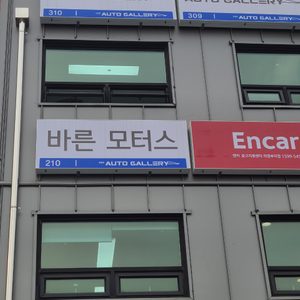 310 AUTO GALLERY
309 AUTO GALLERY
바른 모터스
210 AUTO GALLERY
Encar